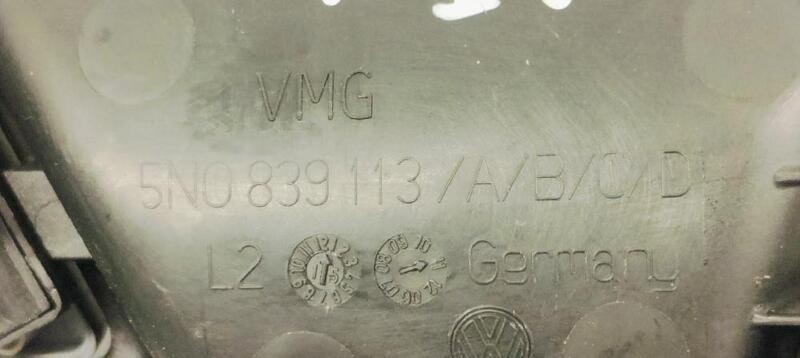 VMG
5N0 839 113 /A/B/C/D
L2 Germany